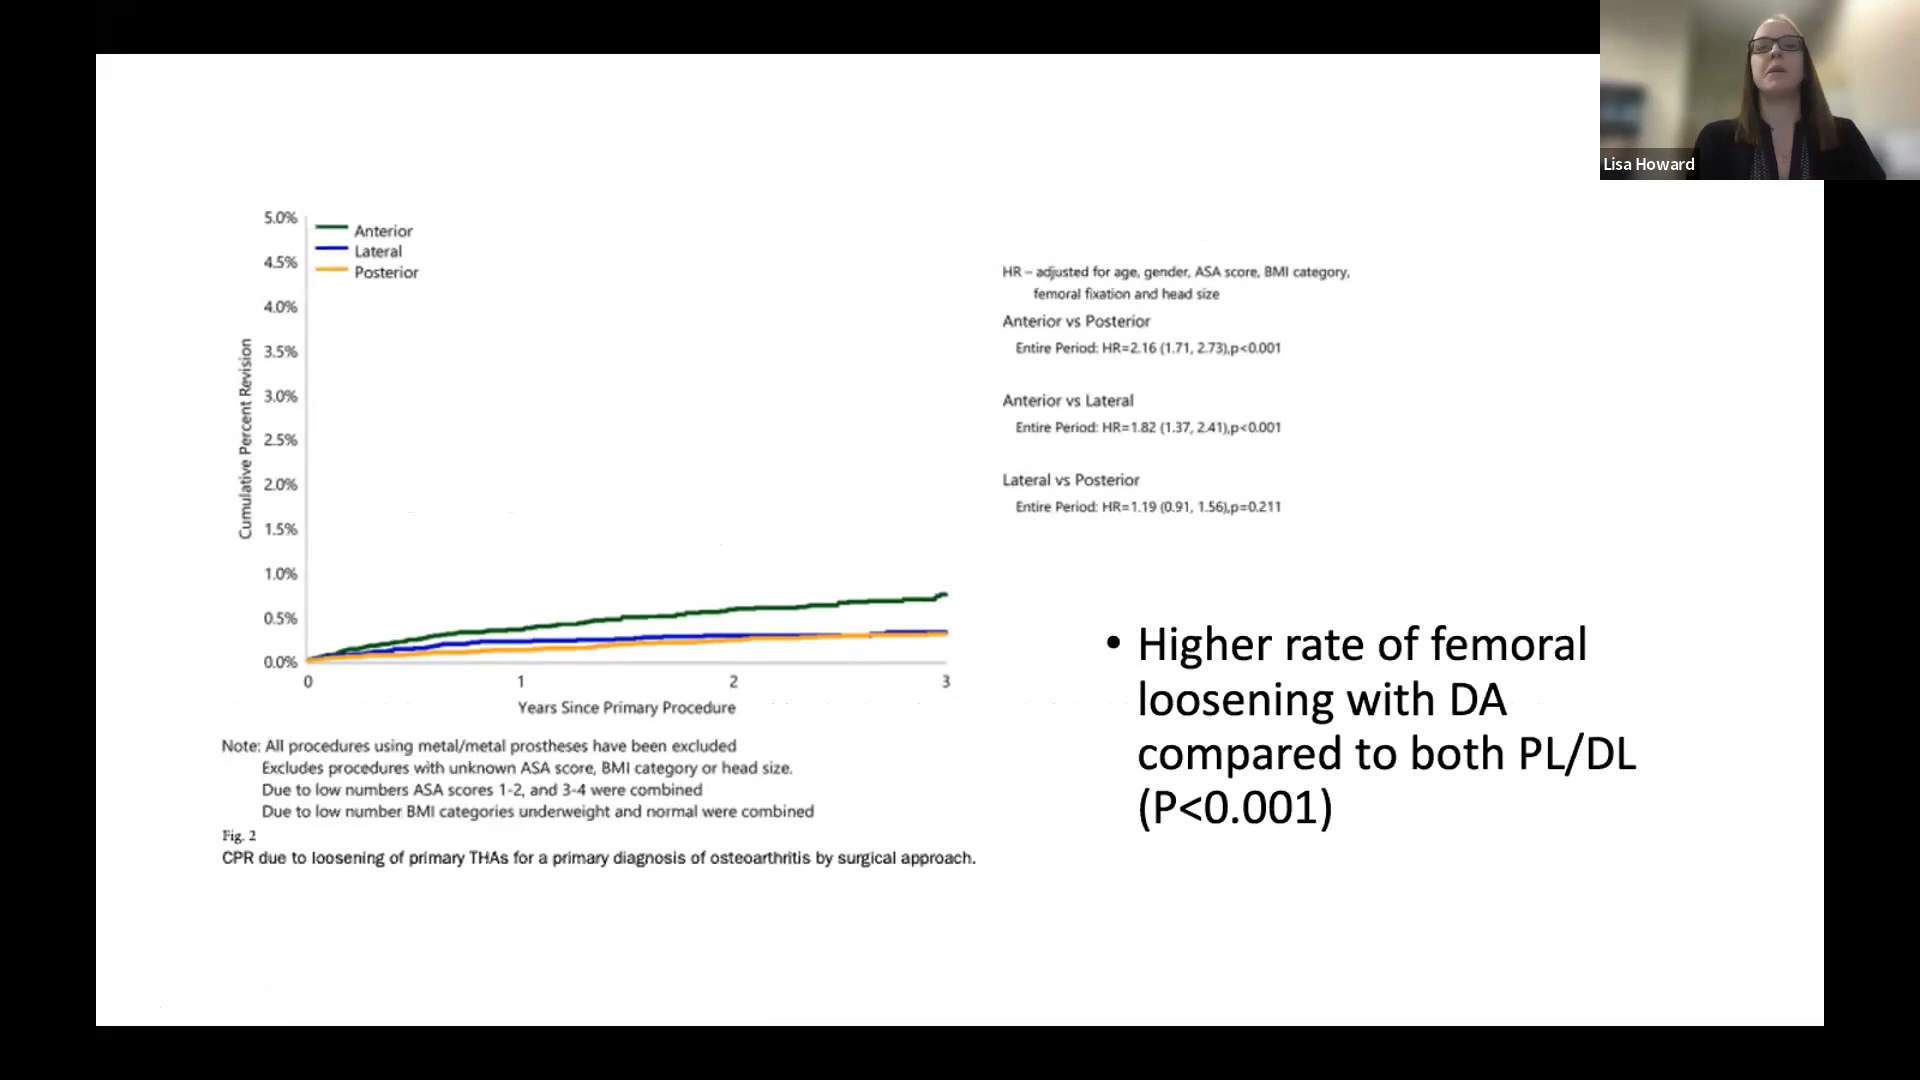 Lisa Howard
5.0%
4.5%
4.0%
3.5%
3.0%
2.5%
2.0%
1.5%
1.0%
0.5%
0.0%
Cumulative Percent Revision
Anterior
Lateral
Posterior
0 1 2 3
Years Since Primary Procedure
HR – adjusted for age, gender, ASA score, BMI category,
femoral fixation and head size
Anterior vs Posterior
Entire Period: HR=2.16 (1.71, 2.73),p<0.001
Anterior vs Lateral
Entire Period: HR=1.82 (1.37, 2.41),p<0.001
Lateral vs Posterior
Entire Period: HR=1.19 (0.91, 1.56),p=0.211
• Higher rate of femoral
loosening with DA
compared to both PL/DL
(P<0.001)
Note: All procedures using metal/metal prostheses have been excluded
Excludes procedures with unknown ASA score, BMI category or head size.
Due to low numbers ASA scores 1-2, and 3-4 were combined
Due to low number BMI categories underweight and normal were combined
Fig. 2
CPR due to loosening of primary THAs for a primary diagnosis of osteoarthritis by surgical approach.